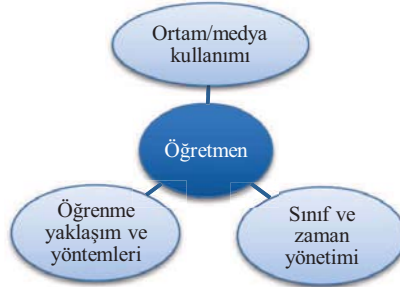 Ortam/medya
kullanımı
Öğretmen
Öğrenme
yaklaşım ve
yöntemleri
Sınıf ve
zaman
yönetimi